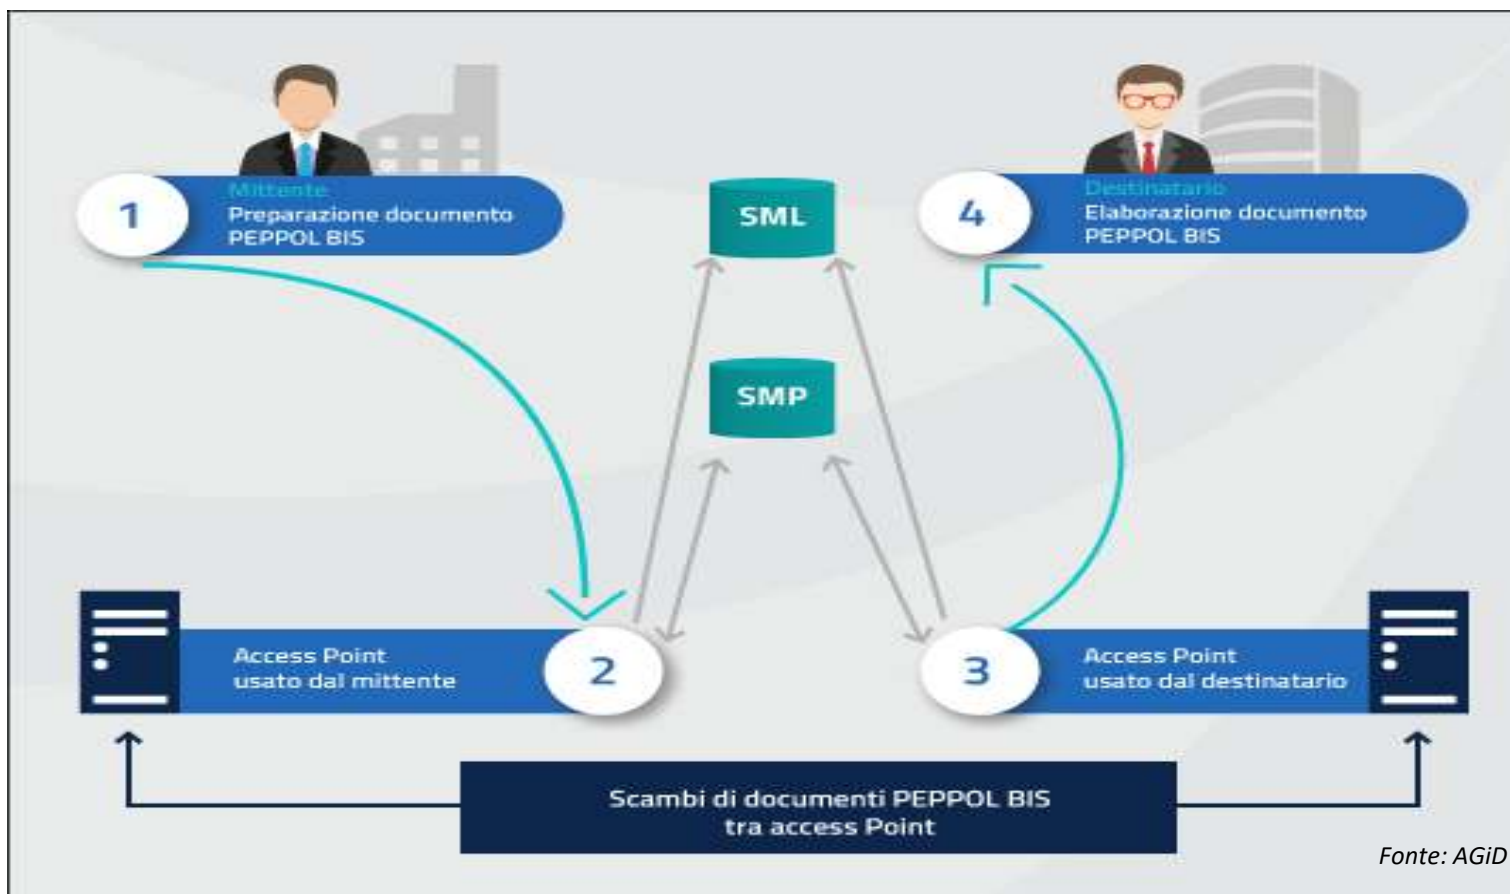 1
Mittente
Preparazione documento
PEPPOL BIS
SML
4
Destinatario
Elaborazione documento
PEPPOL BIS
SMP
Access Point
usato dal mittente
2
3
Access Point
usato dal destinatario
Scambi di documenti PEPPOL BIS
tra access Point
Fonte: AGiD